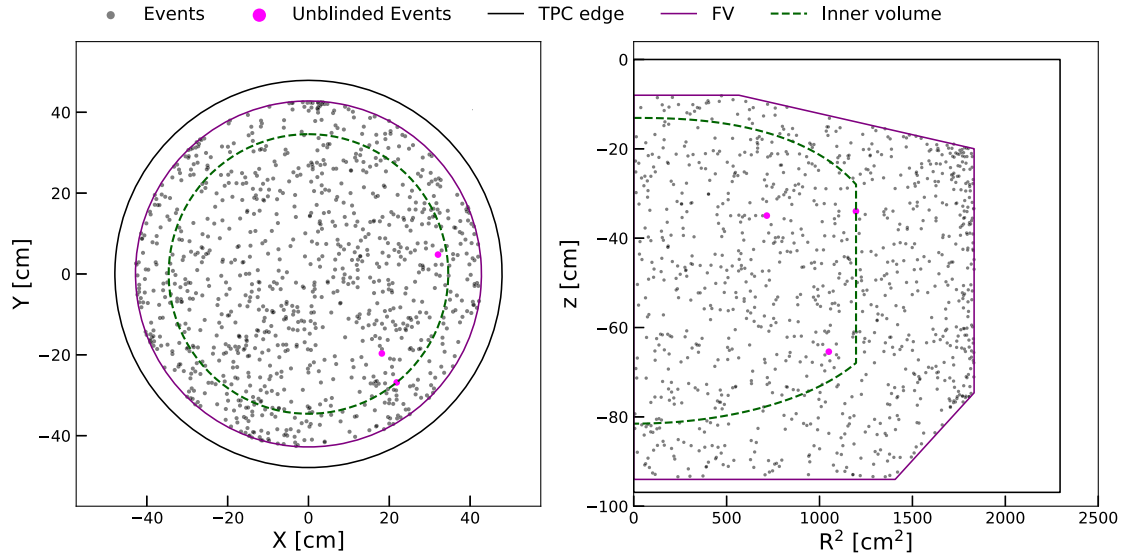 Events Unblinded Events TPC edge FV Inner volume
40
20
0
−20
−40
Y [cm]
−40 −20 0 20 40
X [cm]
0
−20
−40
−60
−80
−100
z [cm]
0 500 1000 1500 2000 2500
R² [cm²]